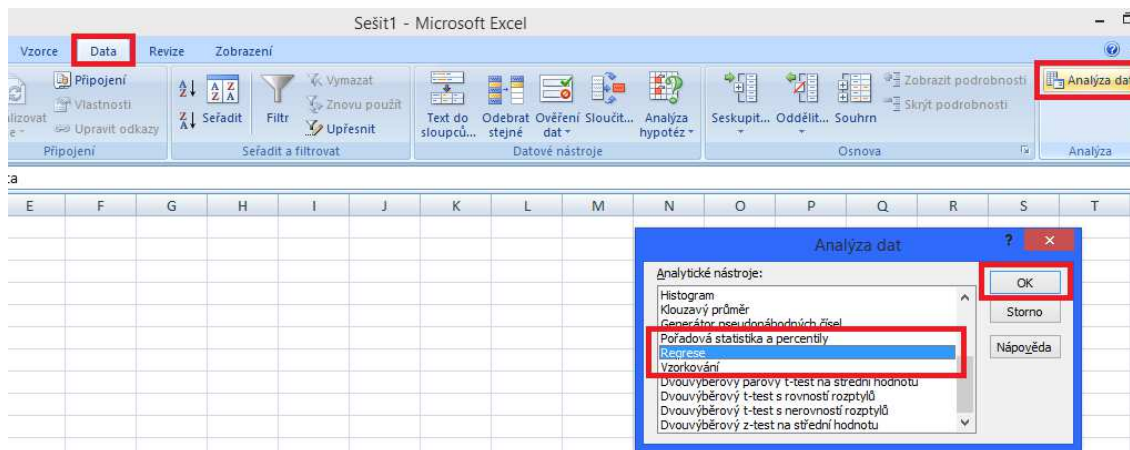 Sešit1 - Microsoft Excel
Vzorce Data Revize Zobrazení
Připojení
Vlastnosti
Upravit odkazy
Připojení
Seřadit
Filtr
Vymazat
Znovu použít
Upřesnit
Seřadit a filtrovat
Text do sloupců...
Odebrat stejné
Ověření dat
Sloučit...
Analýza hypotéz
Datové nástroje
Seskupit...
Oddělit...
Souhrn
Zobrazit podrobnosti
Skrýt podrobnosti
Osnova
Analýza dat
Analýza
E F G H I J K L M N O P Q R S T
Analýza dat
Analytické nástroje:
Histogram
Klouzavý průměr
Generátor pseudonáhodných čísel
Pořadová statistika a percentily
Regrese
Vzorkování
Dvouvýběrový párový t-test na střední hodnotu
Dvouvýběrový t-test s rovností rozptylů
Dvouvýběrový t-test s nerovností rozptylů
Dvouvýběrový z-test na střední hodnotu
OK
Storno
Nápověda